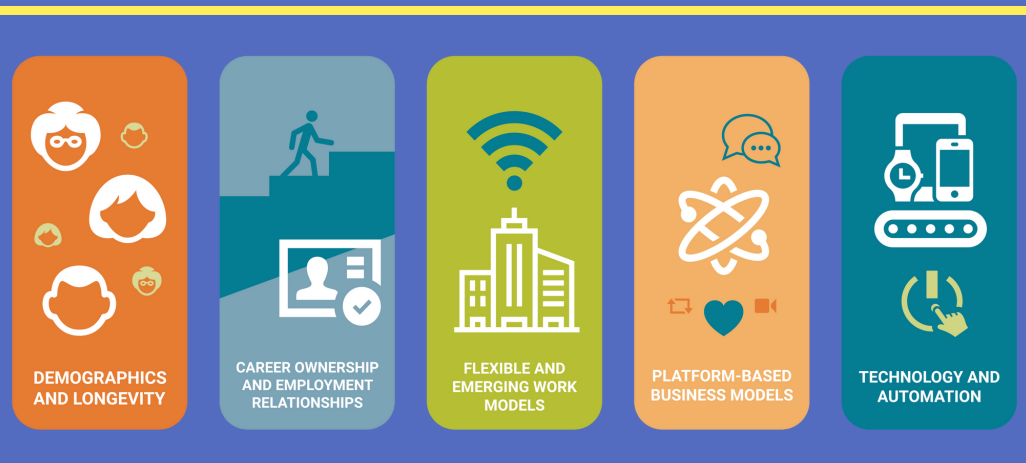 DEMOGRAPHICS
AND LONGEVITY
CAREER OWNERSHIP
AND EMPLOYMENT
RELATIONSHIPS
FLEXIBLE AND
EMERGING WORK
MODELS
PLATFORM-BASED
BUSINESS MODELS
TECHNOLOGY AND
AUTOMATION